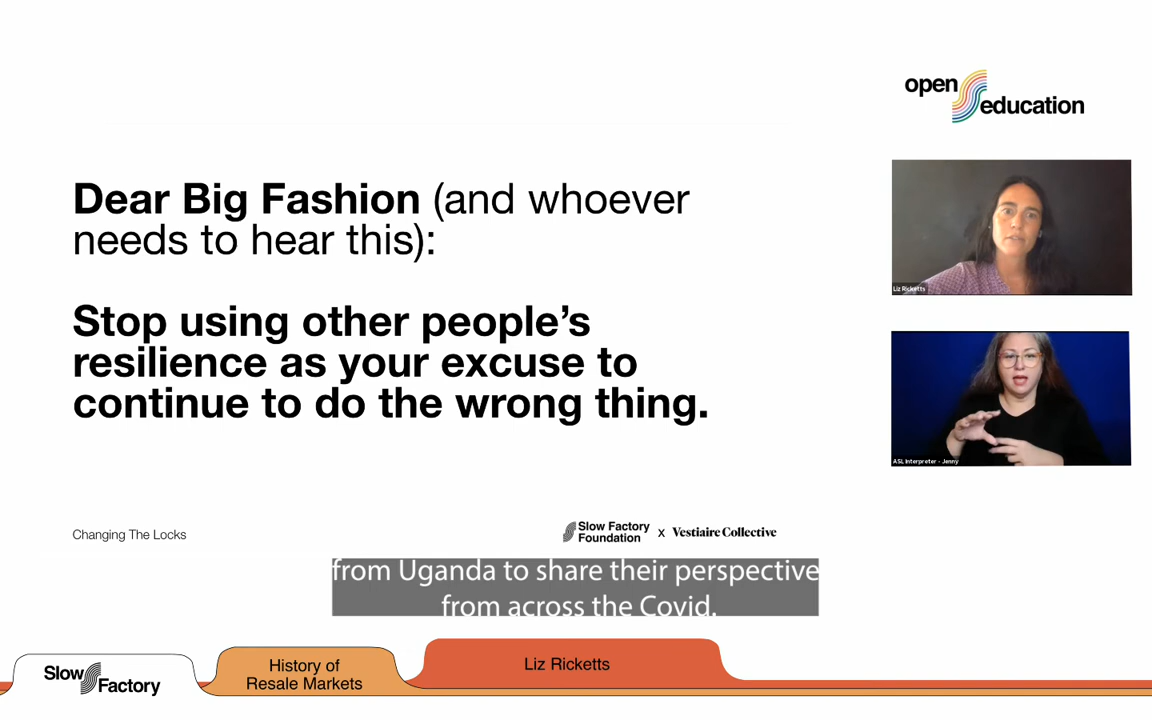 open
education
Dear Big Fashion (and whoever
needs to hear this):
Stop using other people’s
resilience as your excuse to
continue to do the wrong thing.
Liz Ricketts
ASL Interpreter - Jenny
Changing The Locks
Slow Factory
Foundation
x
Vestiaire Collective
from Uganda to share their perspective
from across the Covid.
Slow
Factory
History of
Resale Markets
Liz Ricketts